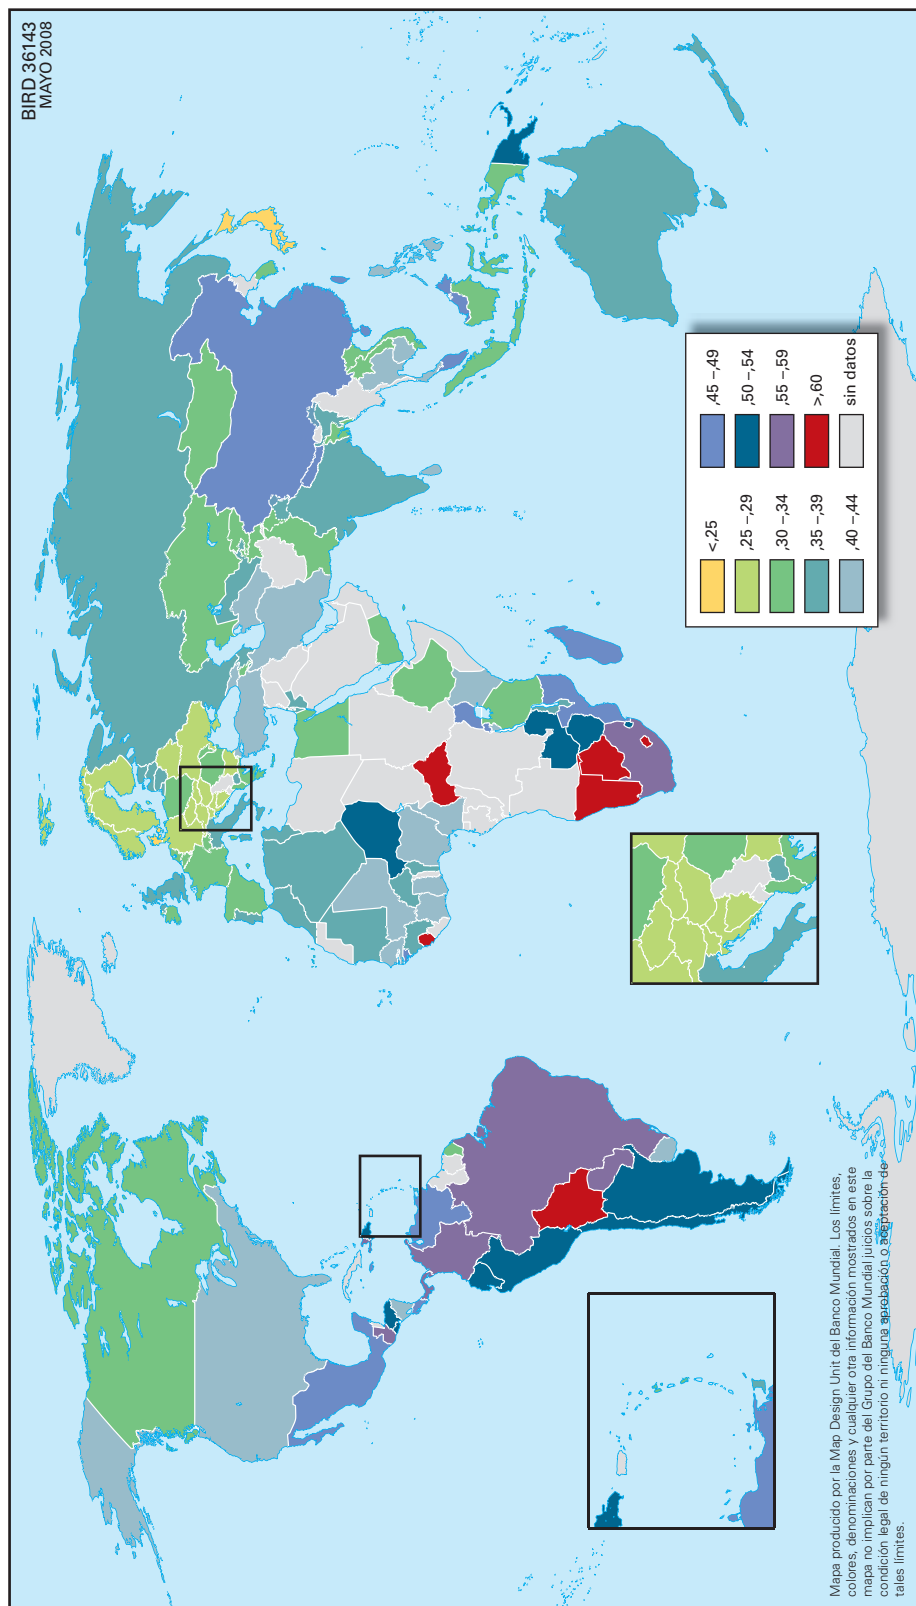 BIRD 36143
MAYO 2008
<,25
,25 –,29
,30 –,34
,35 –,39
,40 –,44
,45 –,49
,50 –,54
,55 –,59
>,60
sin datos
Mapa producido por la Map Design Unit del Banco Mundial. Los límites,
colores, denominaciones y cualquier otra información mostrados en este
mapa no implican por parte del Grupo del Banco Mundial juicios sobre la
condición legal de ningún territorio ni ninguna aprobación o aceptación de
tales límites.